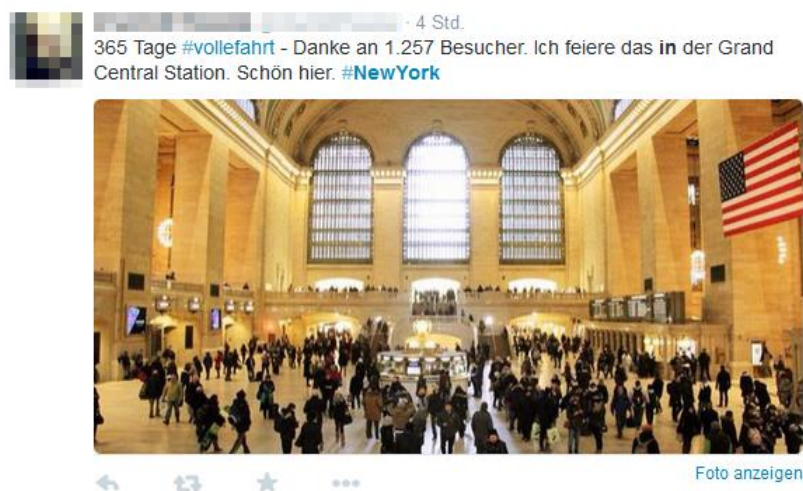 · 4 Std.
365 Tage #vollefahrt - Danke an 1.257 Besucher. Ich feiere das in der Grand
Central Station. Schön hier. #NewYork
Foto anzeigen